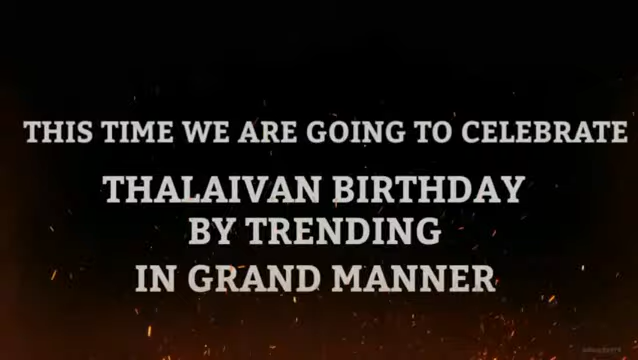 THIS TIME WE ARE GOING TO CELEBRATE
THALAIVAN BIRTHDAY
BY TRENDING
IN GRAND MANNER